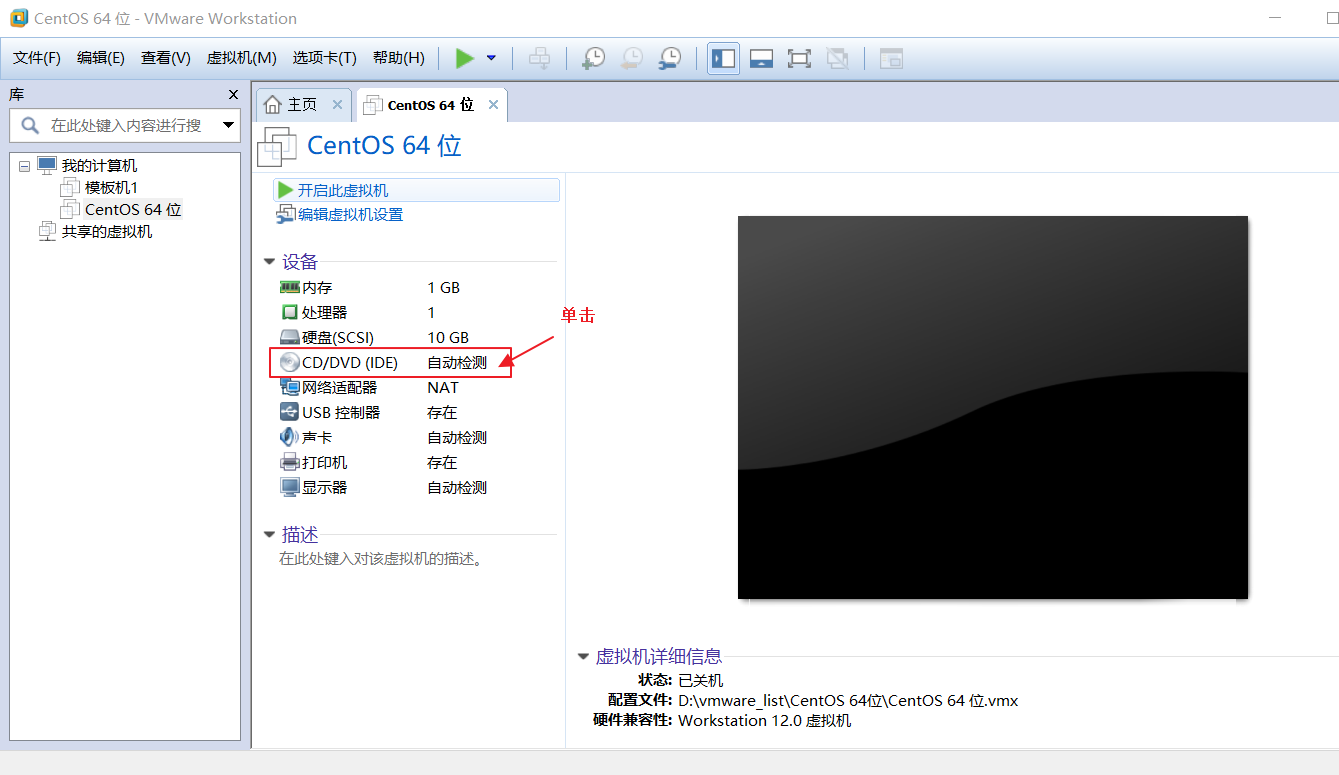 CentOS 64 位 - VMware Workstation
文件(F) 编辑(E) 查看(V) 虚拟机(M) 选项卡(T) 帮助(H)
库
在此处键入内容进行搜
我的计算机
模板机1
CentOS 64 位
共享的虚拟机
主页
CentOS 64 位
CentOS 64 位
开启此虚拟机
编辑虚拟机设置
设备
内存 1 GB
处理器 1
单击
硬盘(SCSI) 10 GB
CD/DVD (IDE) 自动检测
网络适配器 NAT
USB 控制器 存在
声卡 自动检测
打印机 存在
显示器 自动检测
描述
在此处键入对该虚拟机的描述。
虚拟机详细信息
状态: 已关机
配置文件: D:\vmware_list\CentOS 64位\CentOS 64 位.vmx
硬件兼容性: Workstation 12.0 虚拟机